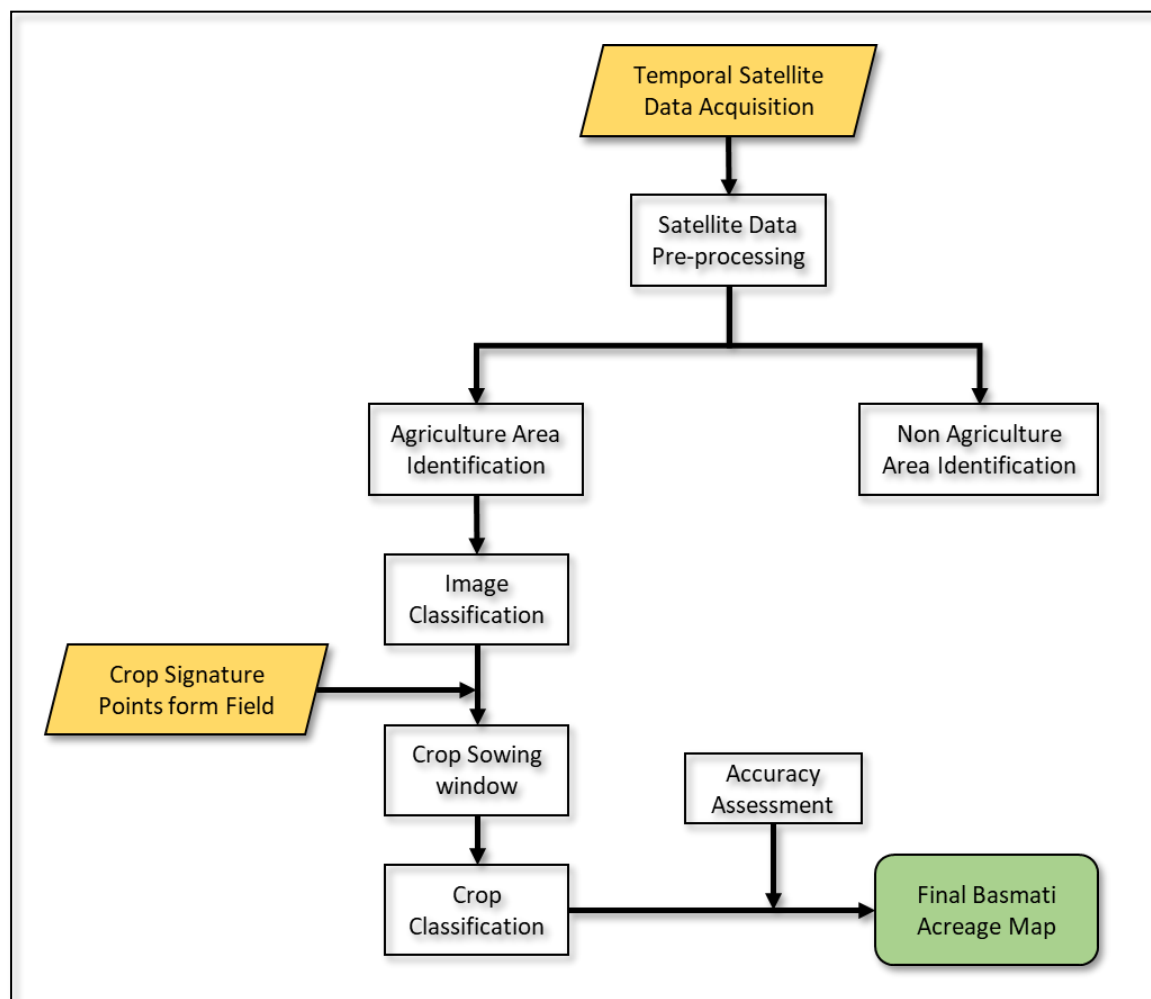 Temporal Satellite
Data Acquisition
Satellite Data
Pre-processing
Agriculture Area
Identification
Non Agriculture
Area Identification
Image
Classification
Crop Signature
Points form Field
Crop Sowing
window
Accuracy
Assessment
Crop
Classification
Final Basmati
Acreage Map